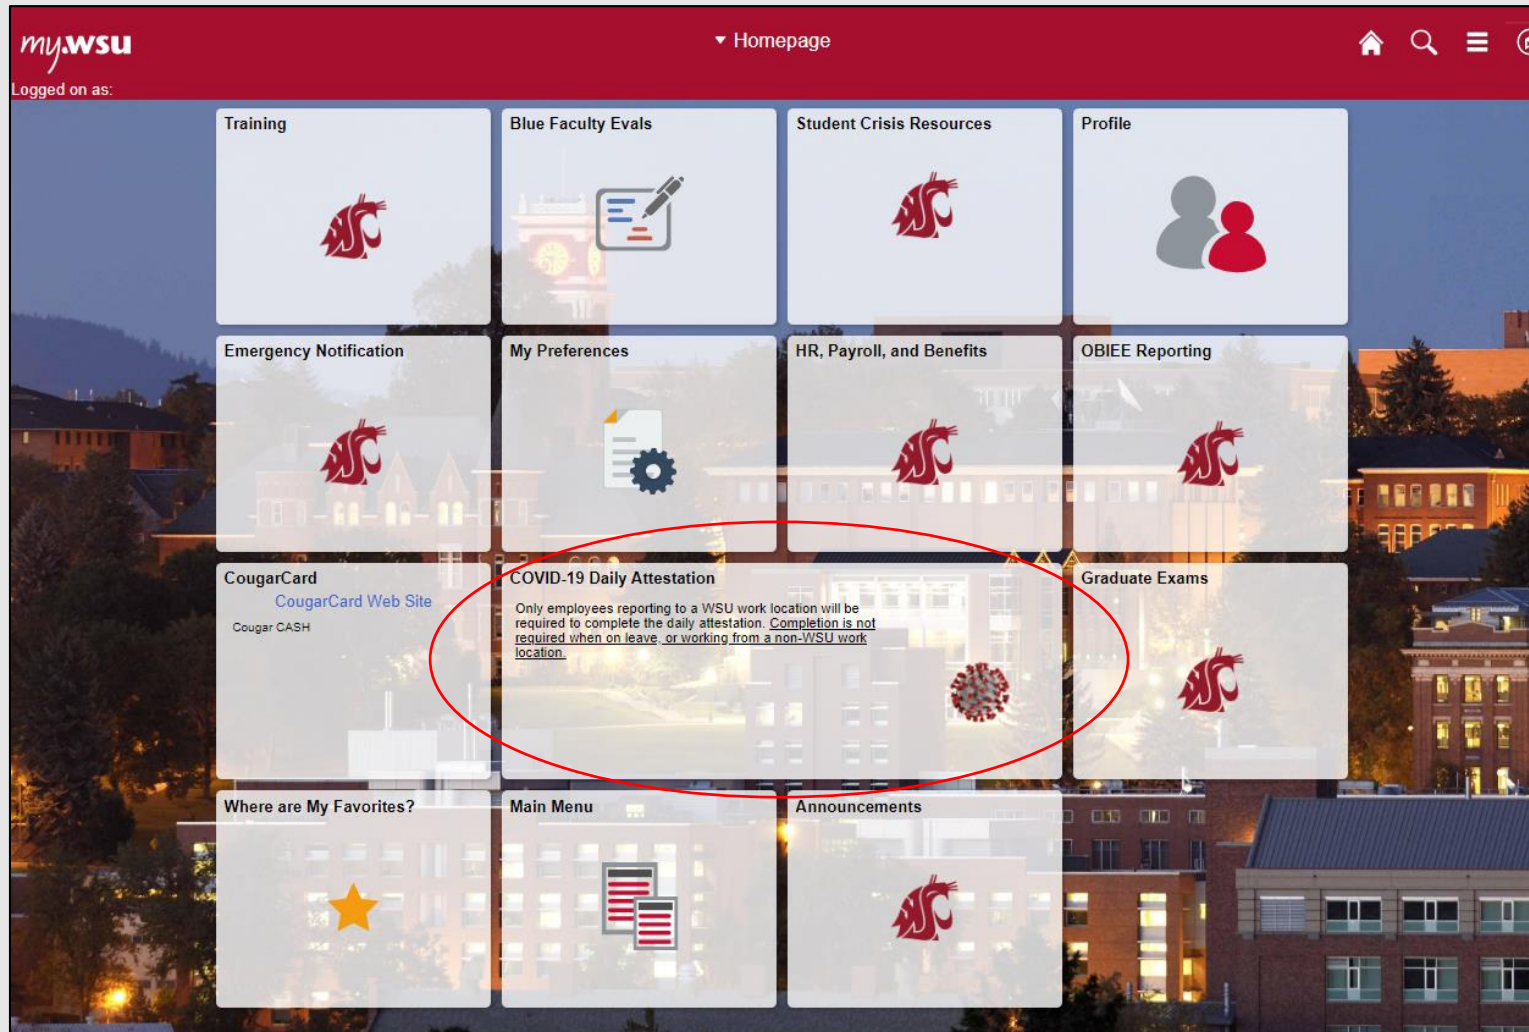 my.wsu
Homepage
Logged on as:
Training
Blue Faculty Evals
Student Crisis Resources
Profile
Emergency Notification
My Preferences
HR, Payroll, and Benefits
OBIEE Reporting
CougarCard
CougarCard Web Site
Cougar CASH
COVID-19 Daily Attestation
Only employees reporting to a WSU work location will be
required to complete the daily attestation. Completion is not
required when on leave, or working from a non-WSU work
location.
Graduate Exams
Where are My Favorites?
Main Menu
Announcements